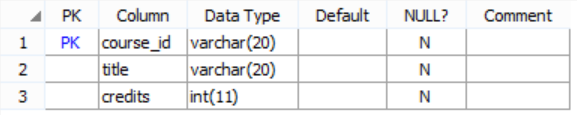 PK Column Data Type Default NULL? Comment
1 PK course_id varchar(20) N
2 title varchar(20) N
3 credits int(11) N